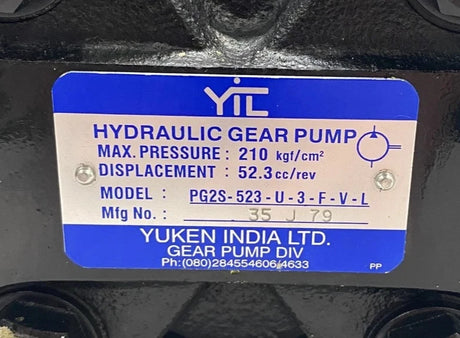 YIL
HYDRAULIC GEAR PUMP
MAX. PRESSURE : 210 kgf/cm²
DISPLACEMENT : 52.3 cc/rev
MODEL : PG2S-523-U-3-F-V-L
Mfg No. : 35 J 79
YUKEN INDIA LTD.
GEAR PUMP DIV
Ph:(080)284554606/4633
PP